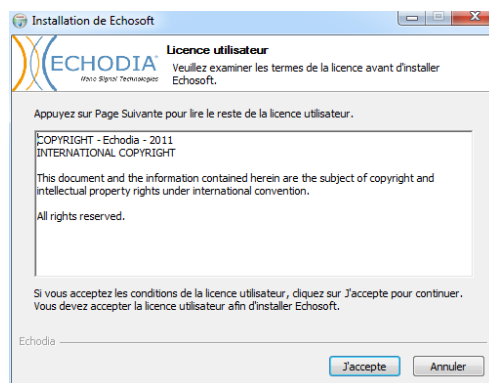 Installation de Echosoft
ECHODIA
Nano Signal Technologies
Licence utilisateur
Veuillez examiner les termes de la licence avant d'installer
Echosoft.
Appuyez sur Page Suivante pour lire le reste de la licence utilisateur.
COPYRIGHT - Echodia - 2011
INTERNATIONAL COPYRIGHT
This document and the information contained herein are the subject of copyright and
intellectual property rights under international convention.
All rights reserved.
Si vous acceptez les conditions de la licence utilisateur, cliquez sur J'accepte pour continuer.
Vous devez accepter la licence utilisateur afin d'installer Echosoft.
Echodia
J'accepte
Annuler